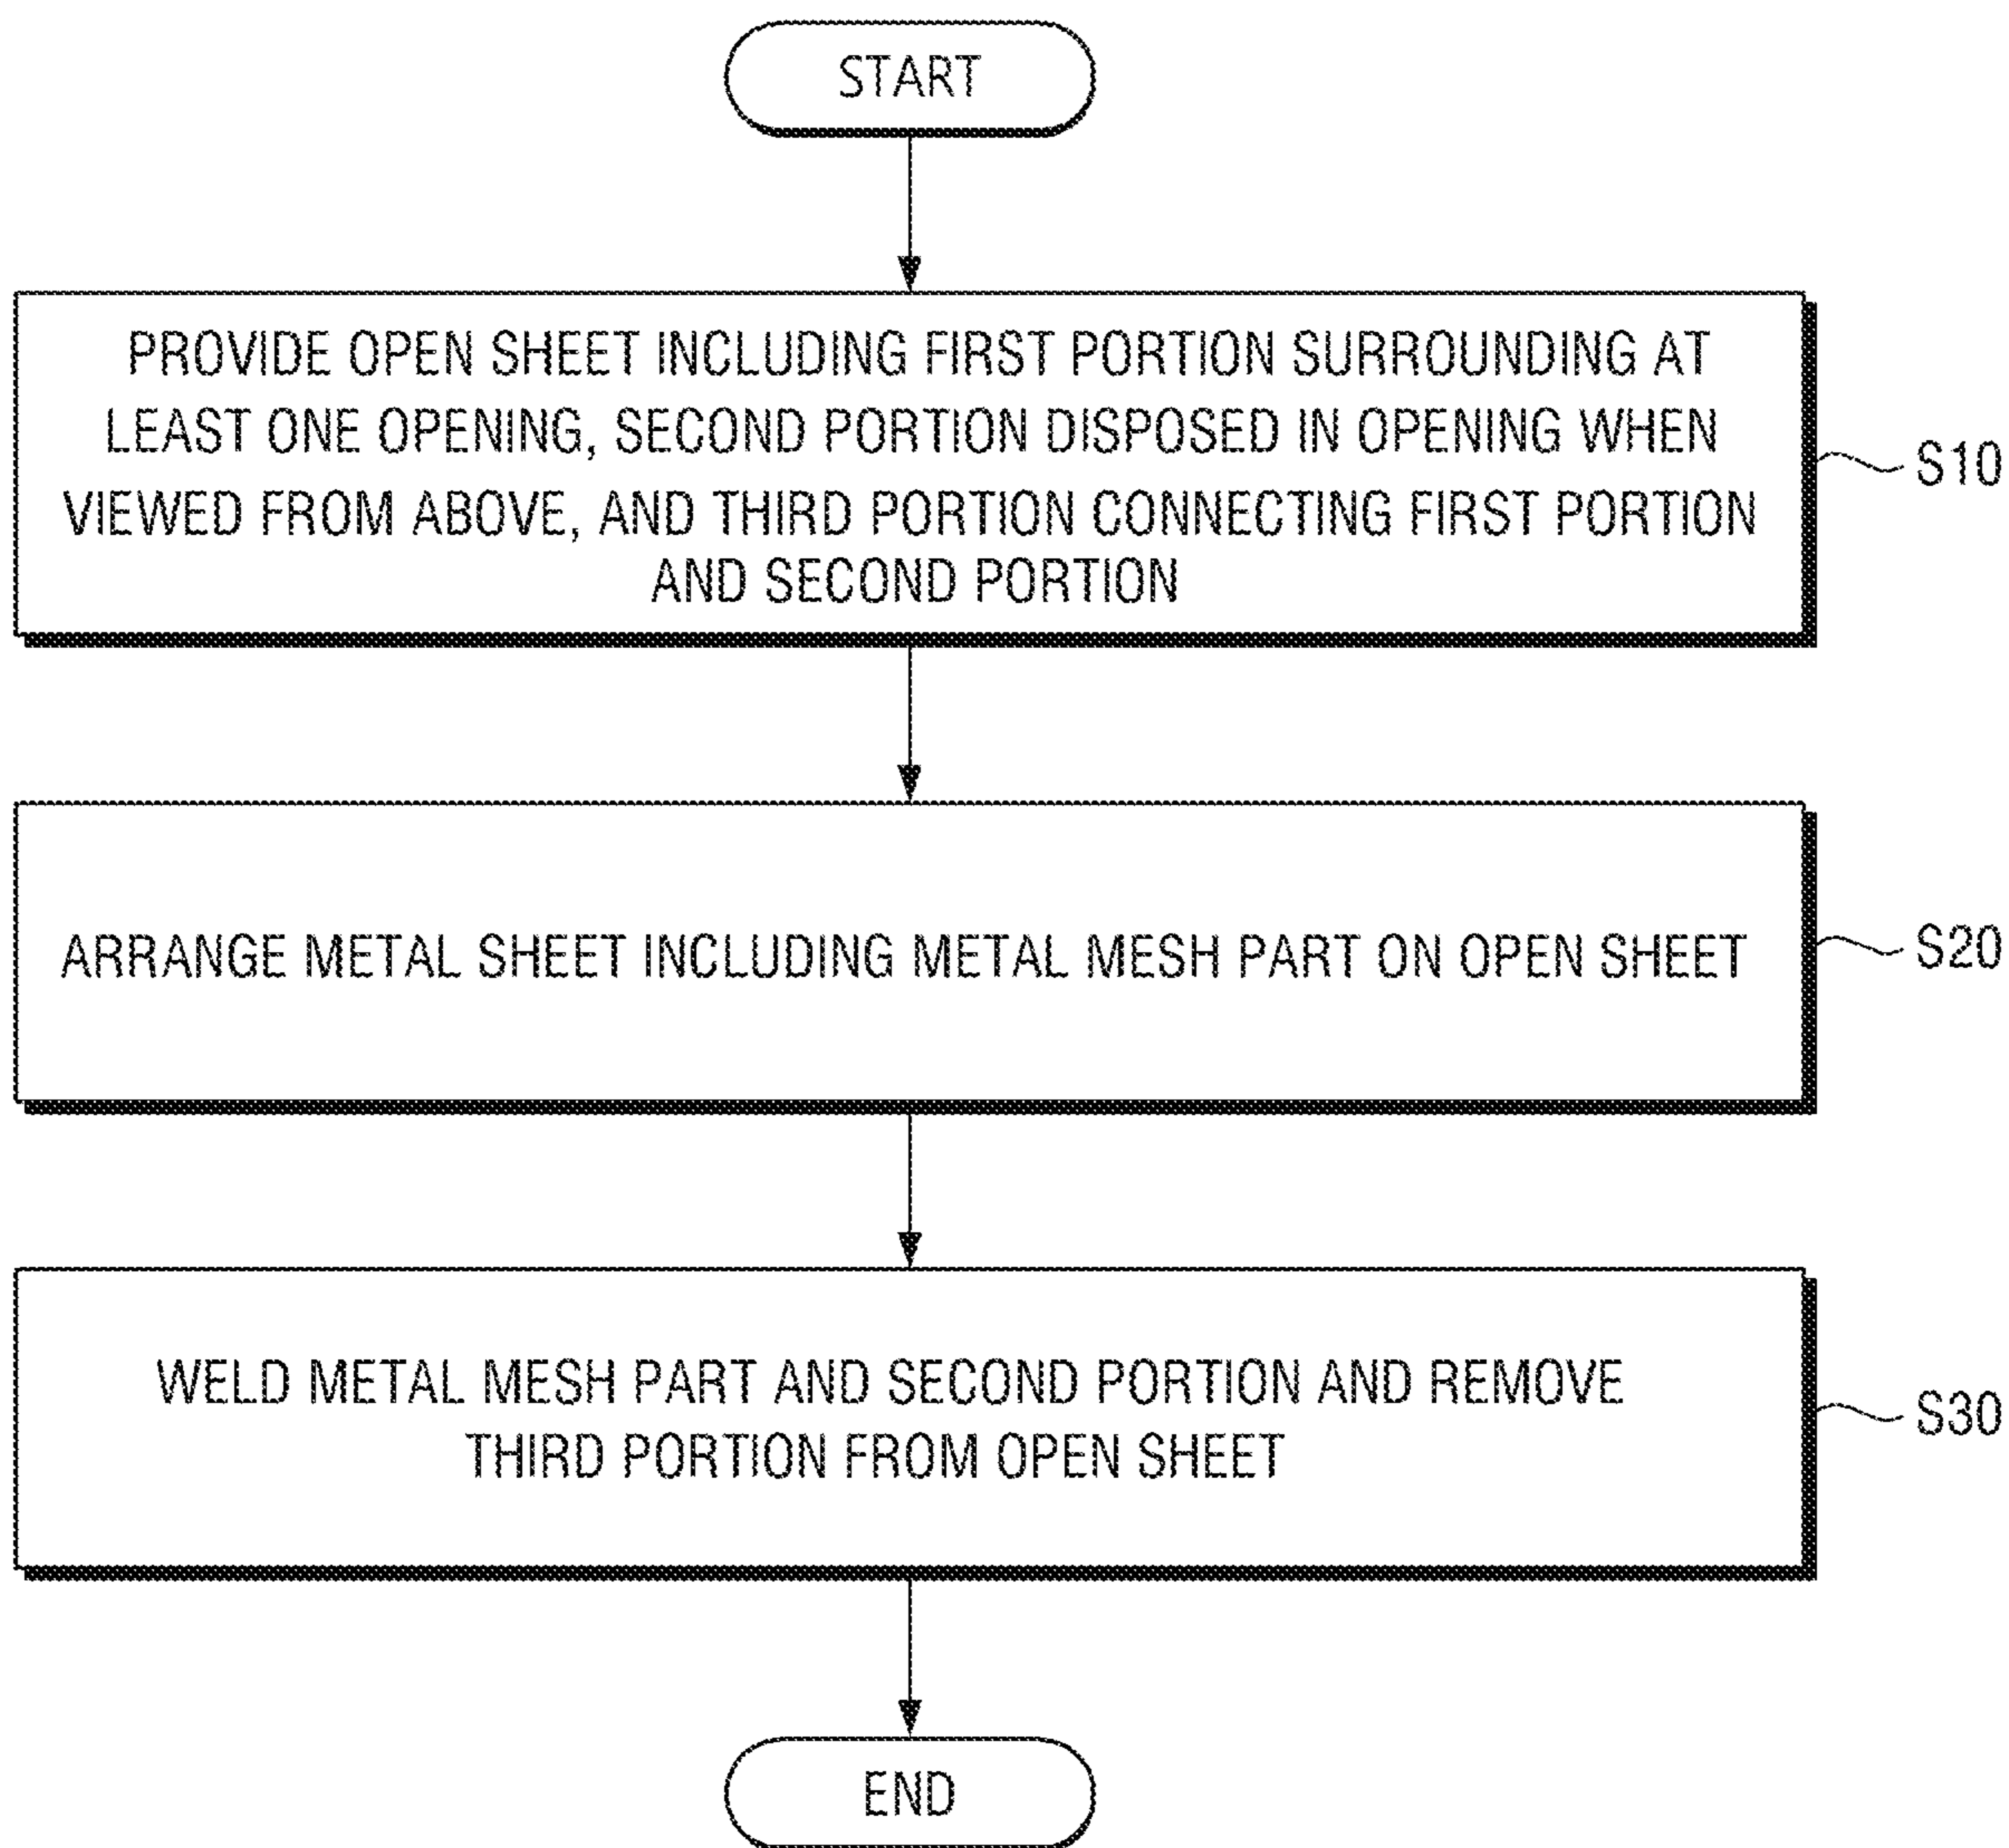 START
PROVIDE OPEN SHEET INCLUDING FIRST PORTION SURROUNDING AT
LEAST ONE OPENING, SECOND PORTION DISPOSED IN OPENING WHEN
VIEWED FROM ABOVE, AND THIRD PORTION CONNECTING FIRST PORTION
AND SECOND PORTION
S10
ARRANGE METAL SHEET INCLUDING METAL MESH PART ON OPEN SHEET
S20
WELD METAL MESH PART AND SECOND PORTION AND REMOVE
THIRD PORTION FROM OPEN SHEET
S30
END